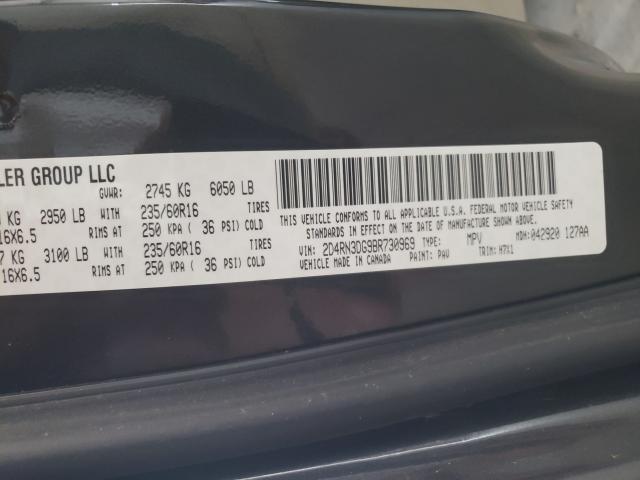 LER GROUP LLC
GVWR: 2745 KG 6050 LB
KG 2950 LB WITH 235/60R16 TIRES
16X6.5 RIMS AT 250 KPA ( 36 PSI) COLD
7 KG 3100 LB WITH 235/60R16 TIRES
16X6.5 RIMS AT 250 KPA ( 36 PSI) COLD
THIS VEHICLE CONFORMS TO ALL APPLICABLE U.S.A. FEDERAL MOTOR VEHICLE SAFETY
STANDARDS IN EFFECT ON THE DATE OF MANUFACTURE SHOWN ABOVE.
VIN: 2D4RN3DG9BR730969 TYPE: MPV MDH: 042920 127AA
VEHICLE MADE IN CANADA PAINT: PAV TRIM: H7X1